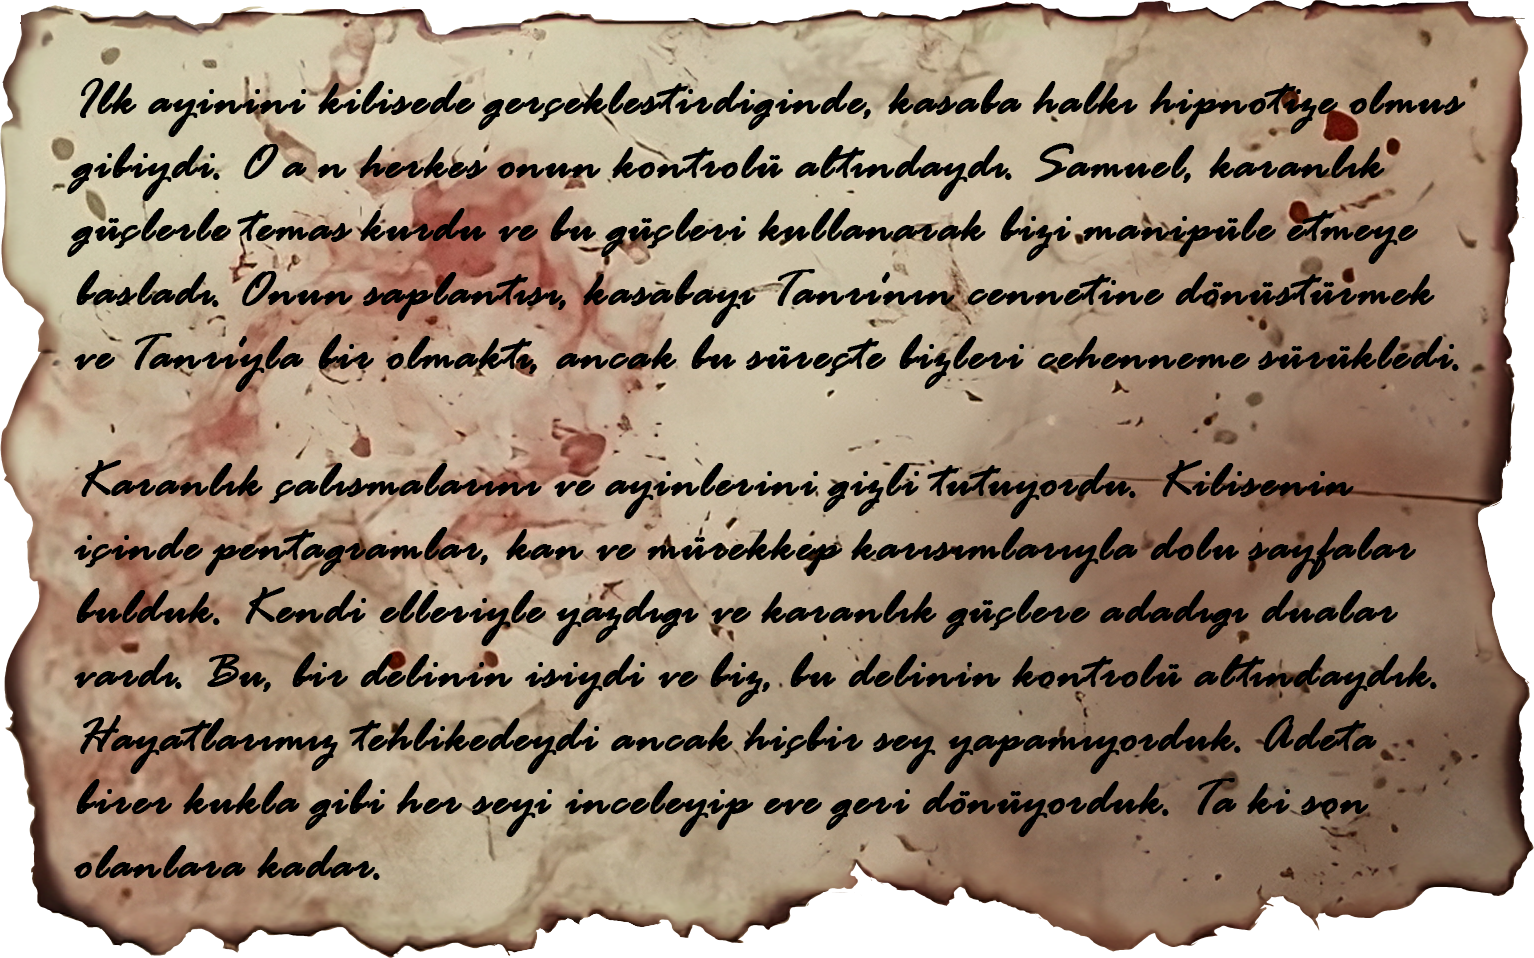 Ilk ayinini kilisede gerçeklestirdiginde, kasaba halkı hipnotize olmus
gibiydi. O a n herkes onun kontrolü altındaydı. Samuel, karanlık
güçlerle temas kurdu ve bu güçleri kullanarak bizi manipüle etmeye
basladı. Onun saplantısı, kasabayı Tanrı'nın cennetine dönüstürmek
ve Tanrı'yla bir olmaktı, ancak bu süreçte bizleri cehenneme sürükledi.
Karanlık çalısmalarını ve ayinlerini gizli tutuyordu. Kilisenin
içinde pentagramlar, kan ve mürekkep karısımlarıyla dolu sayfalar
bulduk. Kendi elleriyle yazdıgı ve karanlık güçlere adadıgı dualar
vardı. Bu, bir delinin isiydi ve biz, bu delinin kontrolü altındaydık.
Hayatlarımız tehlikedeydi ancak hiçbir sey yapamıyorduk. Adeta
birer kukla gibi her seyi inceleyip eve geri dönüyorduk. Ta ki son
olanlara kadar.